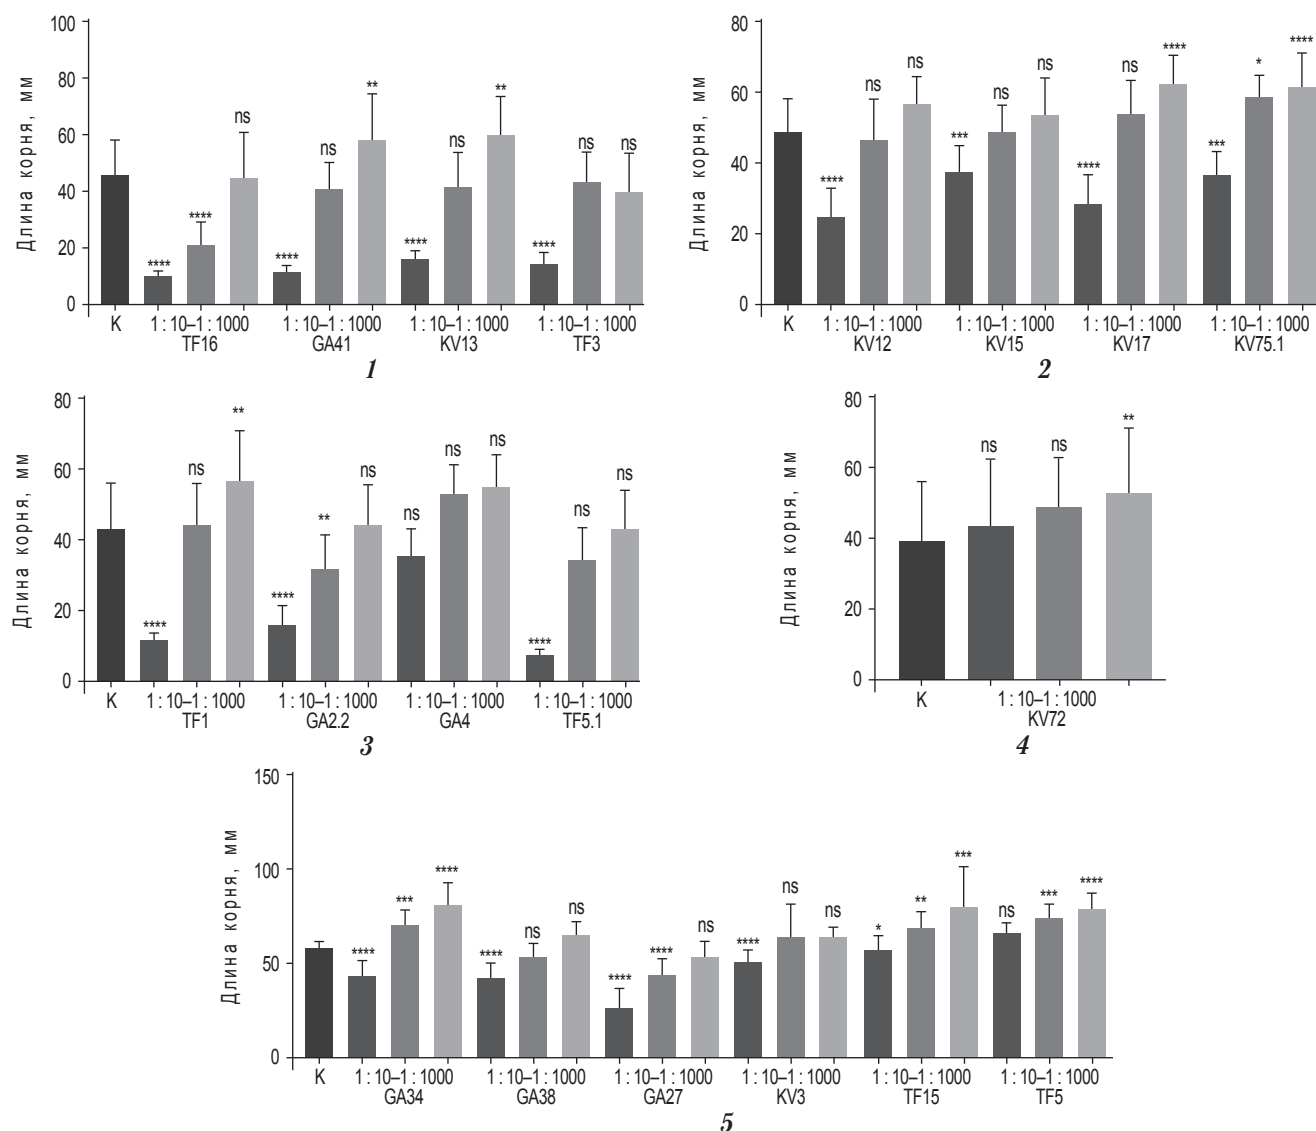 100
80
60
40
20
0
Длина корня, мм
ns
****
****
****
ns
**
****
ns
**
****
ns
ns
K
1 : 10–1 : 1000
1 : 10–1 : 1000
1 : 10–1 : 1000
1 : 10–1 : 1000
TF16
GA41
KV13
TF3
1
80
60
40
20
0
Длина корня, мм
****
ns
ns
***
ns
ns
****
ns
****
***
*
****
K
1 : 10–1 : 1000
1 : 10–1 : 1000
1 : 10–1 : 1000
1 : 10–1 : 1000
KV12
KV15
KV17
KV75.1
2
80
60
40
20
0
Длина корня, мм
****
ns
**
****
**
ns
ns
ns
ns
****
ns
ns
K
1 : 10–1 : 1000
1 : 10–1 : 1000
1 : 10–1 : 1000
1 : 10–1 : 1000
TF1
GA2.2
GA4
TF5.1
3
80
60
40
20
0
Длина корня, мм
ns
ns
**
K
1 : 10–1 : 1000
KV72
4
150
100
50
0
Длина корня, мм
****
***
****
****
ns
ns
****
****
ns
****
ns
ns
*
**
***
ns
***
****
K
1 : 10–1 : 1000
1 : 10–1 : 1000
1 : 10–1 : 1000
1 : 10–1 : 1000
1 : 10–1 : 1000
1 : 10–1 : 1000
GA34
GA38
GA27
KV3
TF15
TF5
5